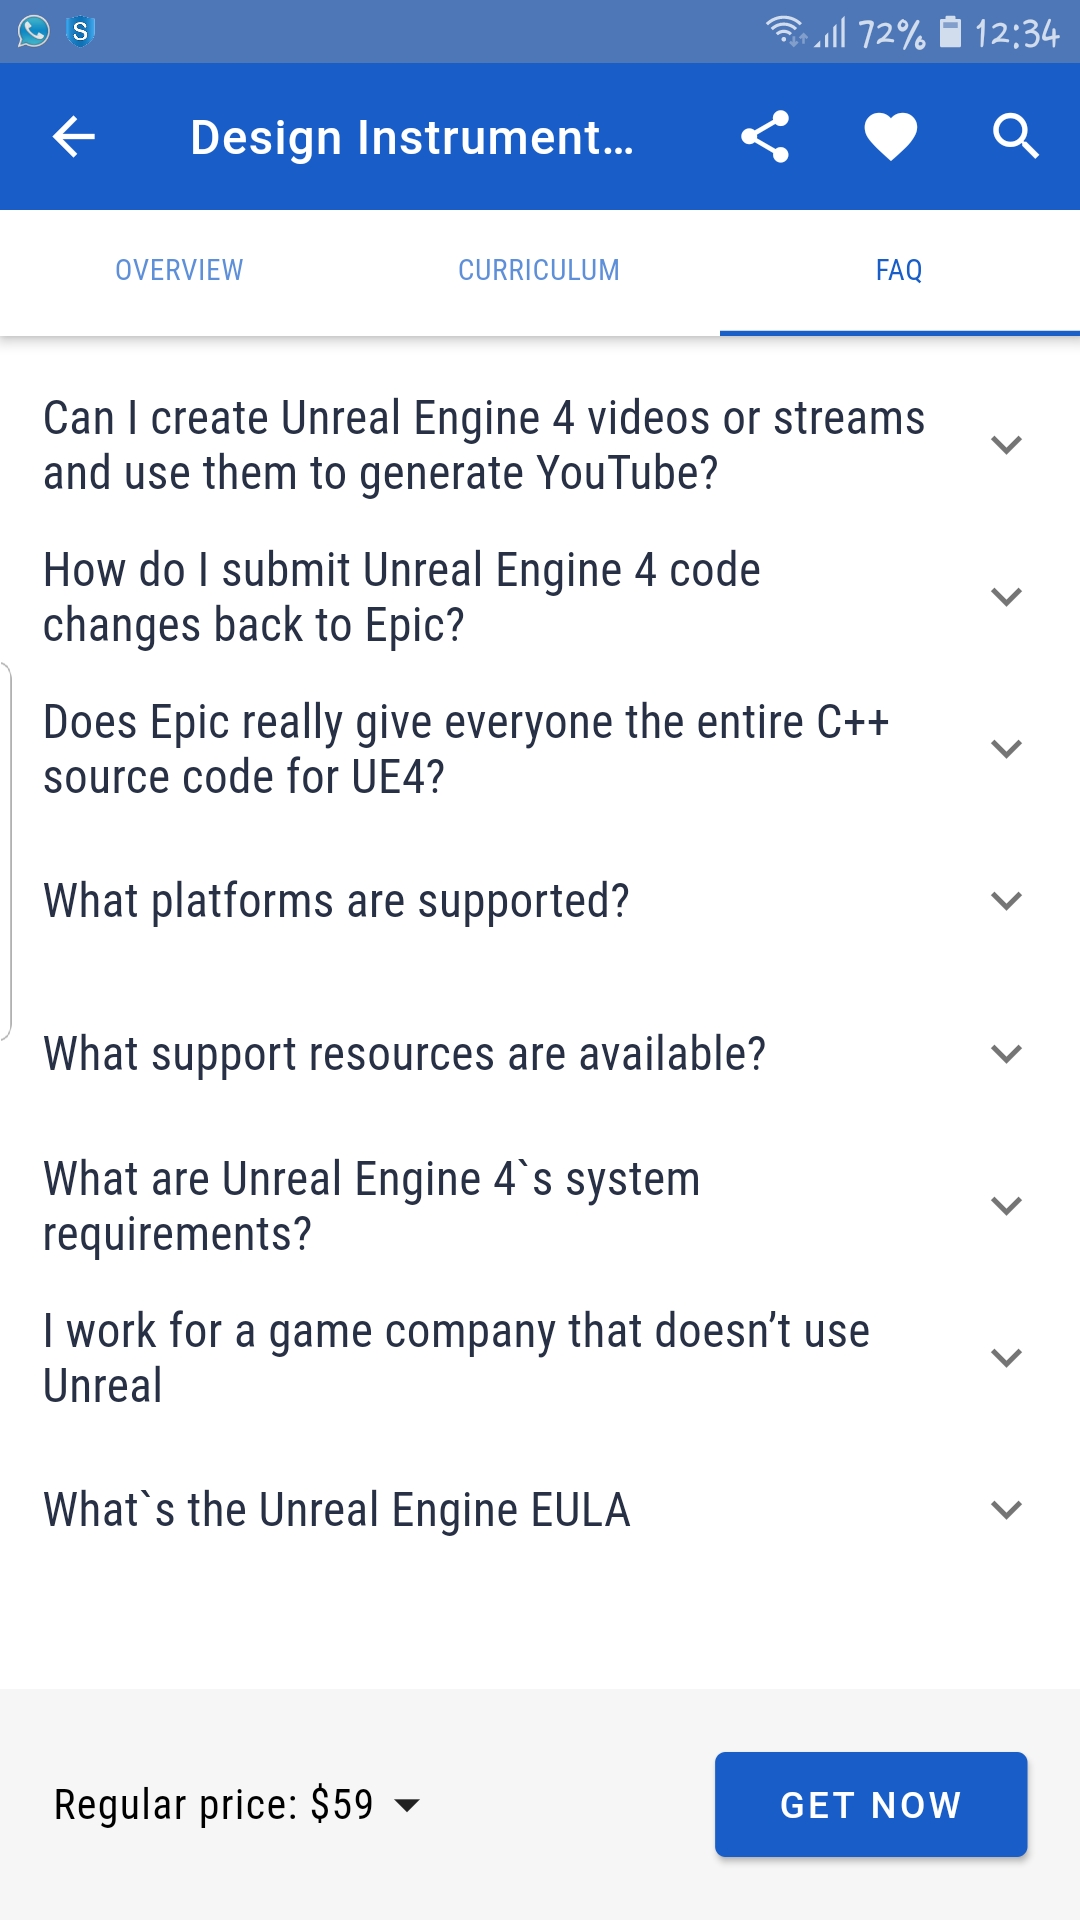 S 72% 12:34
Design Instrument...
OVERVIEW CURRICULUM FAQ
Can I create Unreal Engine 4 videos or streams
and use them to generate YouTube?
How do I submit Unreal Engine 4 code
changes back to Epic?
Does Epic really give everyone the entire C++
source code for UE4?
What platforms are supported?
What support resources are available?
What are Unreal Engine 4`s system
requirements?
I work for a game company that doesn’t use
Unreal
What`s the Unreal Engine EULA
Regular price: $59 GET NOW